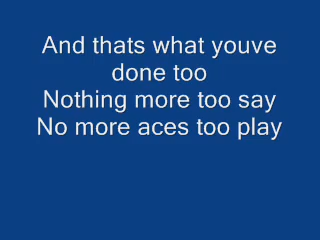 And thats what youve
done too
Nothing more too say
No more aces too play